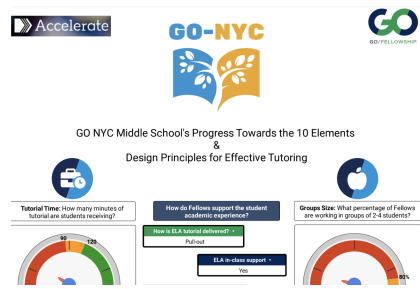 Accelerate
GO-NYC
GO
GO/FELLOWSHIP
GO NYC Middle School's Progress Towards the 10 Elements
&
Design Principles for Effective Tutoring
Tutorial Time: How many minutes of
tutorial are students receiving?
How do Fellows support the student
academic experience?
Groups Size: What percentage of Fellows
are working in groups of 2-4 students?
How is ELA tutorial delivered?
Pull-out
ELA in-class support
Yes
90
120
80%